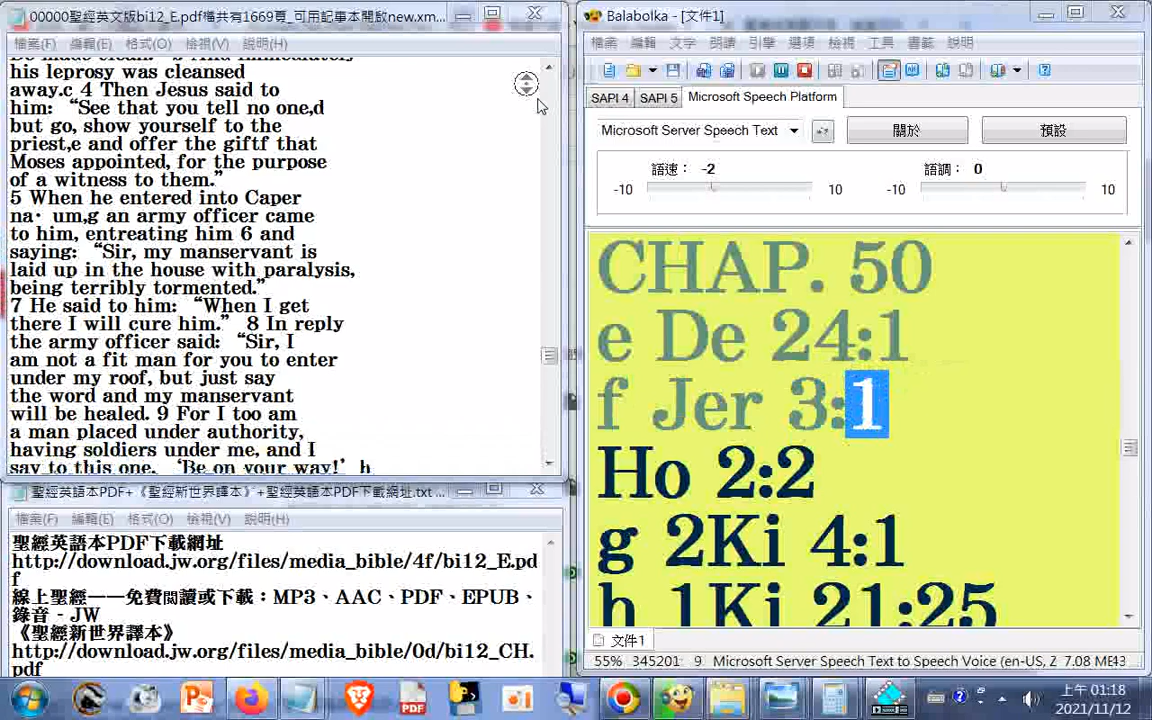 00000聖經英文版bi12_E.pdf檔共有1669頁_可用記事本開啟new.xm...
檔案(F) 編輯(E) 格式(O) 檢視(V) 說明(H)
his leprosy was cleansed
away.c 4 Then Jesus said to
him: “See that you tell no one,d
but go, show yourself to the
priest,e and offer the giftf that
Moses appointed, for the purpose
of a witness to them.”
5 When he entered into Caper
na· um,g an army officer came
to him, entreating him 6 and
saying: “Sir, my manservant is
laid up in the house with paralysis,
being terribly tormented.”
7 He said to him: “When I get
there I will cure him.” 8 In reply
the army officer said: “Sir, I
am not a fit man for you to enter
under my roof, but just say
the word and my manservant
will be healed. 9 For I too am
a man placed under authority,
having soldiers under me, and I
say to this one, ‘Be on your way!’ h
聖經英語本PDF+《聖經新世界譯本》+聖經英語本PDF下載網址.txt ...
檔案(F) 編輯(E) 格式(O) 檢視(V) 說明(H)
聖經英語本PDF下載網址
http://download.jw.org/files/media_bible/4f/bi12_E.pd
f
線上聖經——免費閱讀或下載：MP3、AAC、PDF、EPUB、
錄音 - JW
《聖經新世界譯本》
http://download.jw.org/files/media_bible/0d/bi12_CH.
pdf
Balabolka - [文件1]
檔案 編輯 文字 朗讀 引擎 選項 檢視 工具 書籤 說明
SAPI 4 SAPI 5 Microsoft Speech Platform
Microsoft Server Speech Text 關於 預設
語速： -2 語調： 0
-10 10 -10 10
CHAP. 50
e De 24:1
f Jer 3:1
Ho 2:2
g 2Ki 4:1
h 1Ki 21:25
文件1
55% 345201: 9 Microsoft Server Speech Text to Speech Voice (en-US, Z 7.08 ME43
上午 01:18
2021/11/12